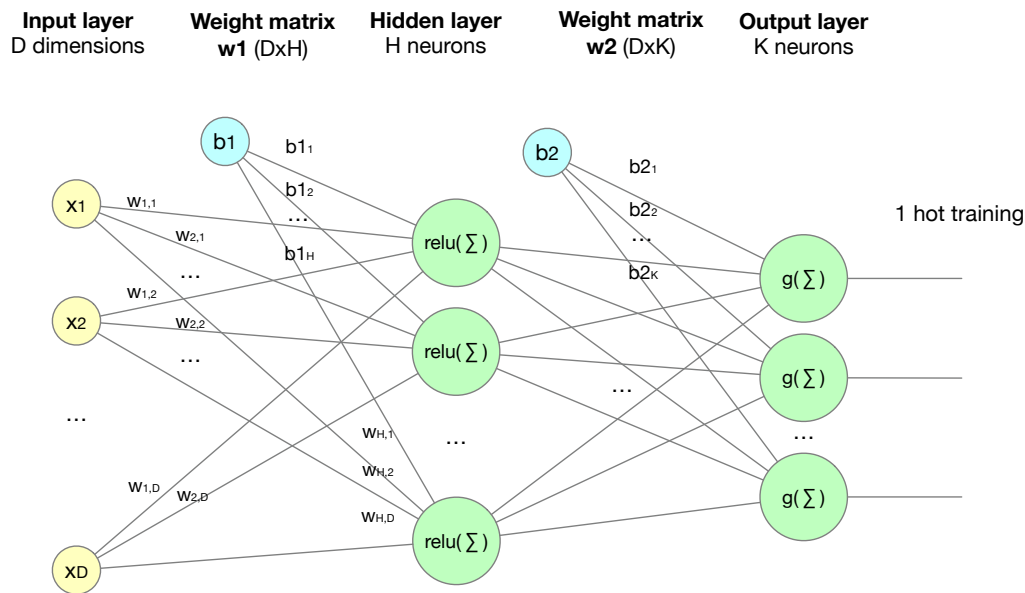 Input layer
D dimensions
Weight matrix
w1 (DxH)
Hidden layer
H neurons
Weight matrix
w2 (DxK)
Output layer
K neurons
b1
b1₁
b1₂
...
b1H
b2
b2₁
b2₂
...
b2K
1 hot training
x1
x2
...
xD
w1,1
w2,1
...
w1,2
w2,2
...
w1,D
w2,D
wH,1
wH,2
wH,D
relu(∑)
relu(∑)
...
relu(∑)
...
g(∑)
g(∑)
...
g(∑)